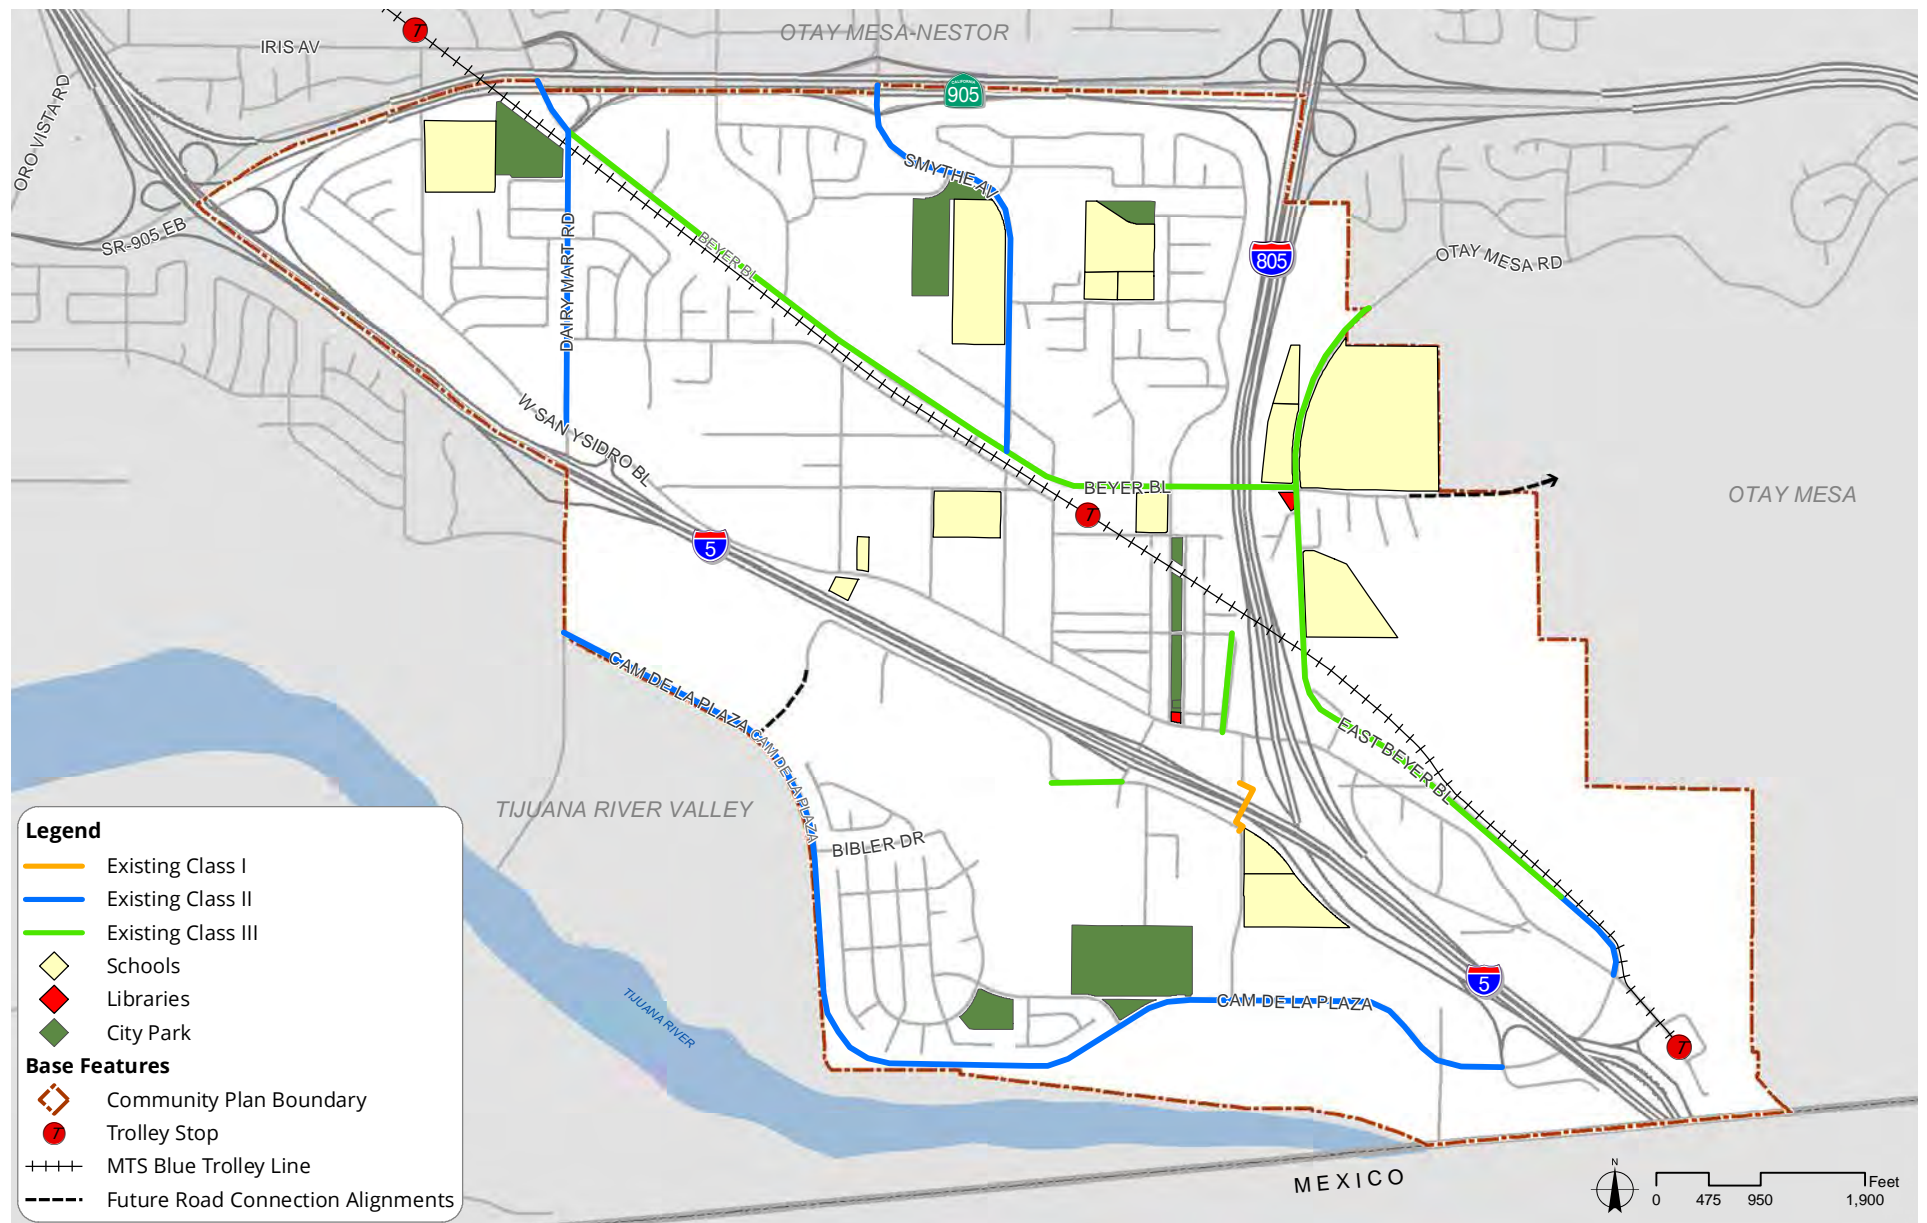 OTAY MESA-NESTOR
IRIS AV
CALIFORNIA
905
ORO VISTA RD
SMYTHE AV
SR-905 EB
DAIRY MART RD
BEYER BL
805
OTAY MESA RD
W SAN YSIDRO BL
BEYER BL
OTAY MESA
5
CAM DE LA PLAZA
CAM DE LA PLAZA
EAST BEYER BL
TIJUANA RIVER VALLEY
BIBLER DR
5
CAM DE LA PLAZA
TIJUANA RIVER
MEXICO
Legend
Existing Class I
Existing Class II
Existing Class III
Schools
Libraries
City Park
Base Features
Community Plan Boundary
T Trolley Stop
MTS Blue Trolley Line
Future Road Connection Alignments
T
T
T
N
Feet
0 475 950 1,900